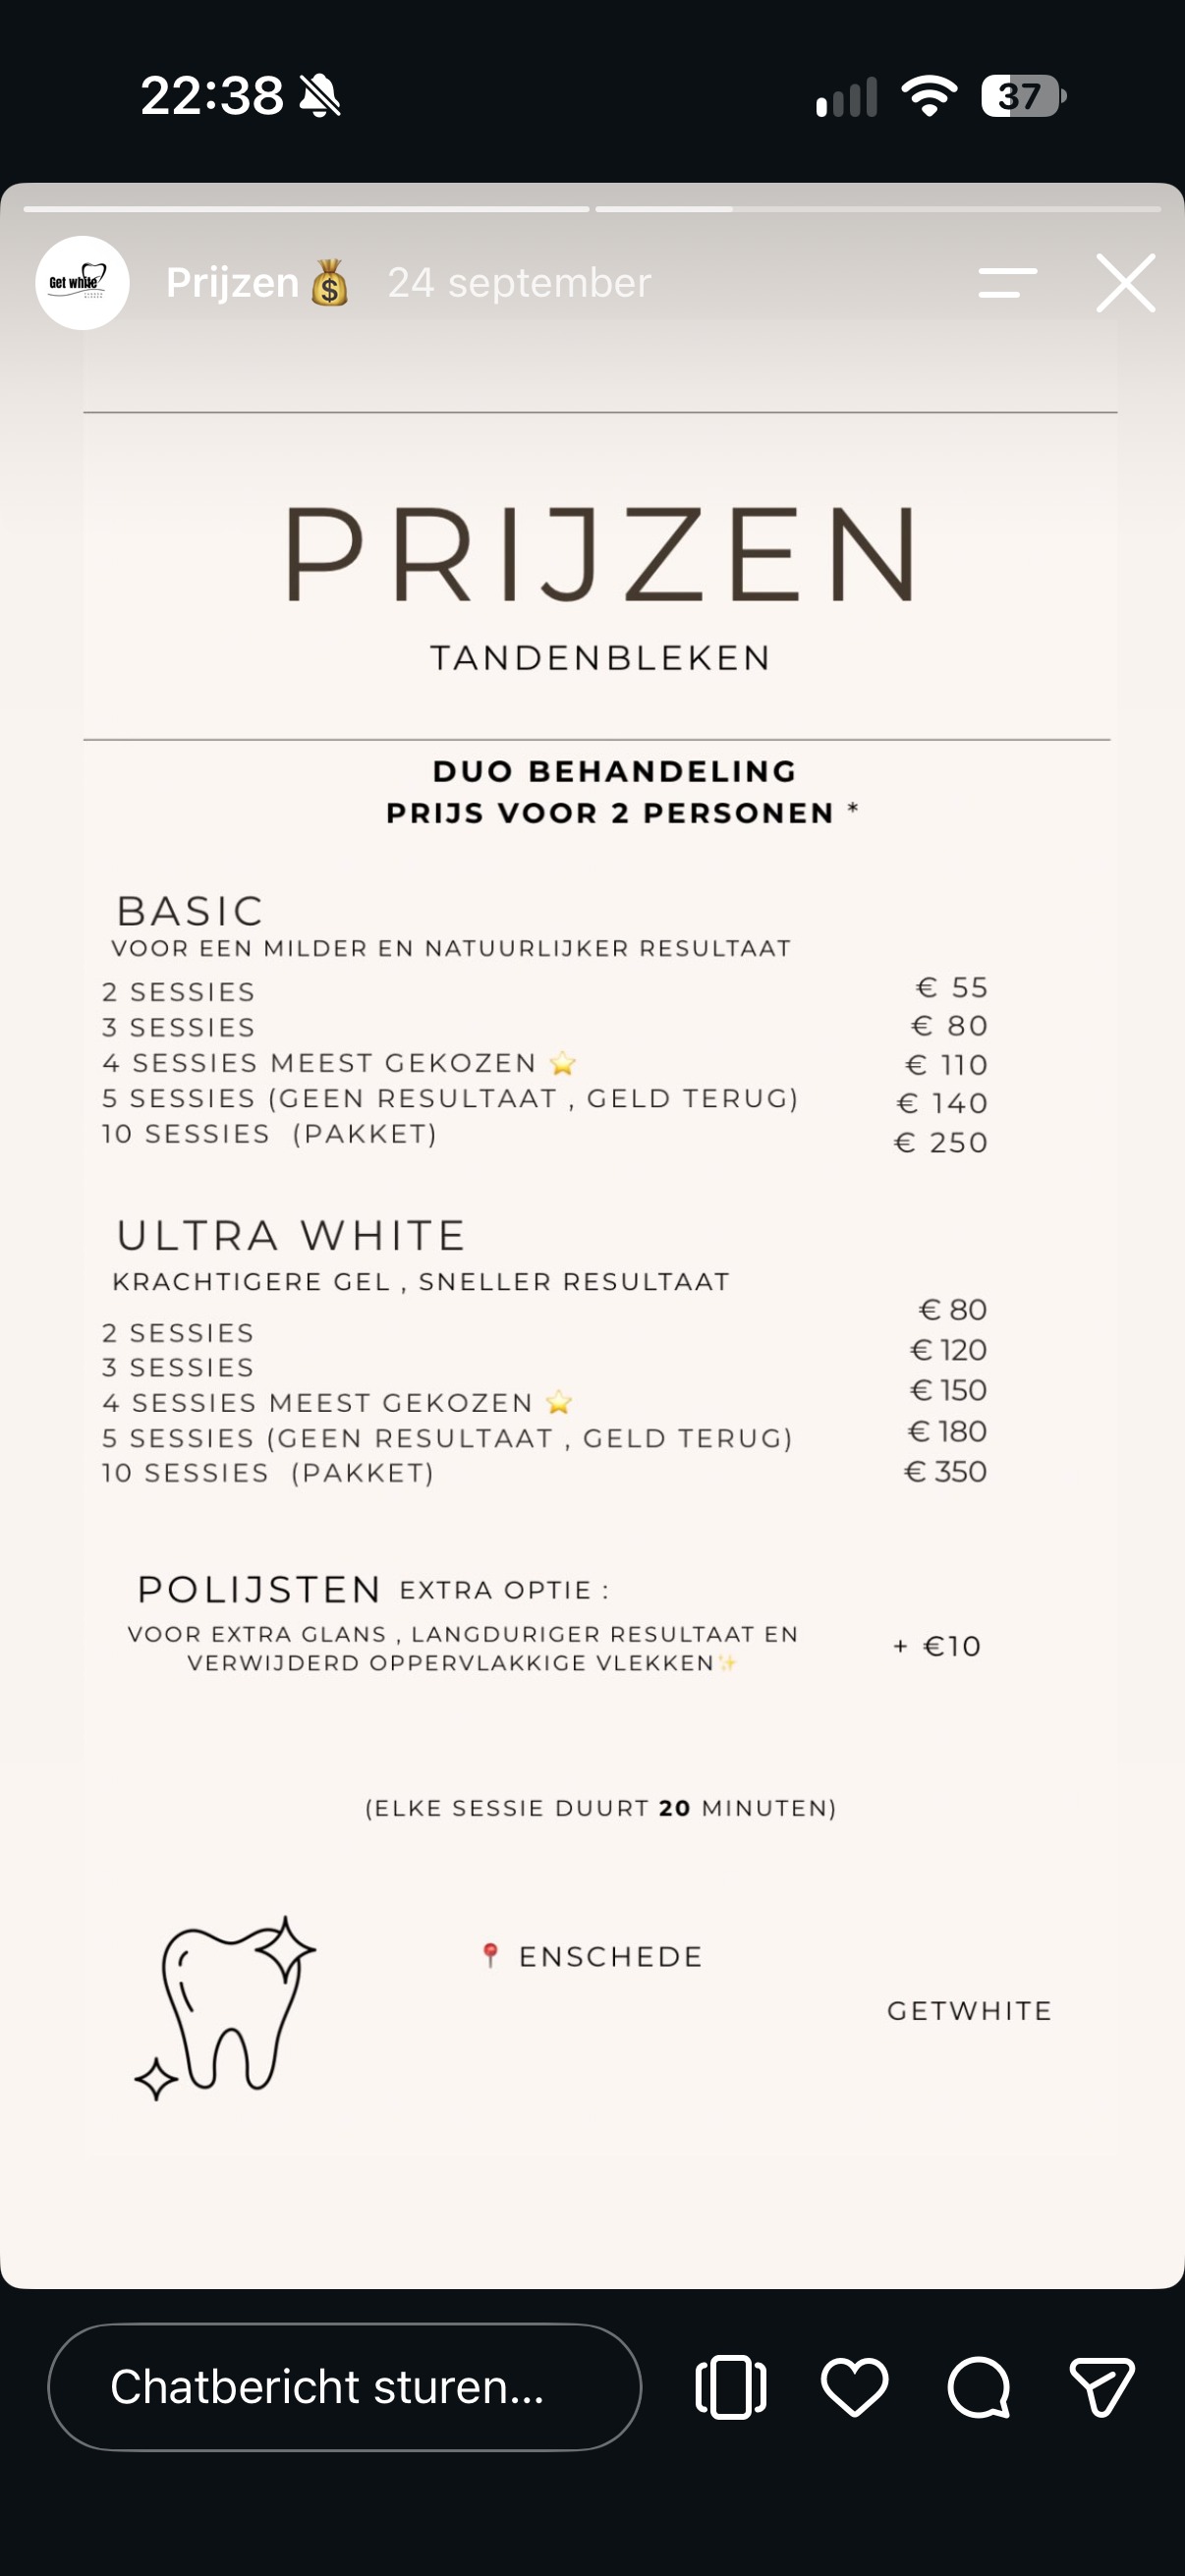 22:38
37
Get white
Prijzen💰 24 september
PRIJZEN
TANDENBLEKEN
DUO BEHANDELING
PRIJS VOOR 2 PERSONEN *
BASIC
VOOR EEN MILDER EN NATUURLIJKER RESULTAAT
2 SESSIES € 55
3 SESSIES € 80
4 SESSIES MEEST GEKOZEN ⭐ € 110
5 SESSIES (GEEN RESULTAAT , GELD TERUG) € 140
10 SESSIES (PAKKET) € 250
ULTRA WHITE
KRACHTIGERE GEL , SNELLER RESULTAAT
2 SESSIES € 80
3 SESSIES € 120
4 SESSIES MEEST GEKOZEN ⭐ € 150
5 SESSIES (GEEN RESULTAAT , GELD TERUG) € 180
10 SESSIES (PAKKET) € 350
POLIJSTEN EXTRA OPTIE :
VOOR EXTRA GLANS , LANGDURIGER RESULTAAT EN
VERWIJDERD OPPERVLAKKIGE VLEKKEN✨ + €10
(ELKE SESSIE DUURT 20 MINUTEN)
📍 ENSCHEDE
GETWHITE
Chatbericht sturen...